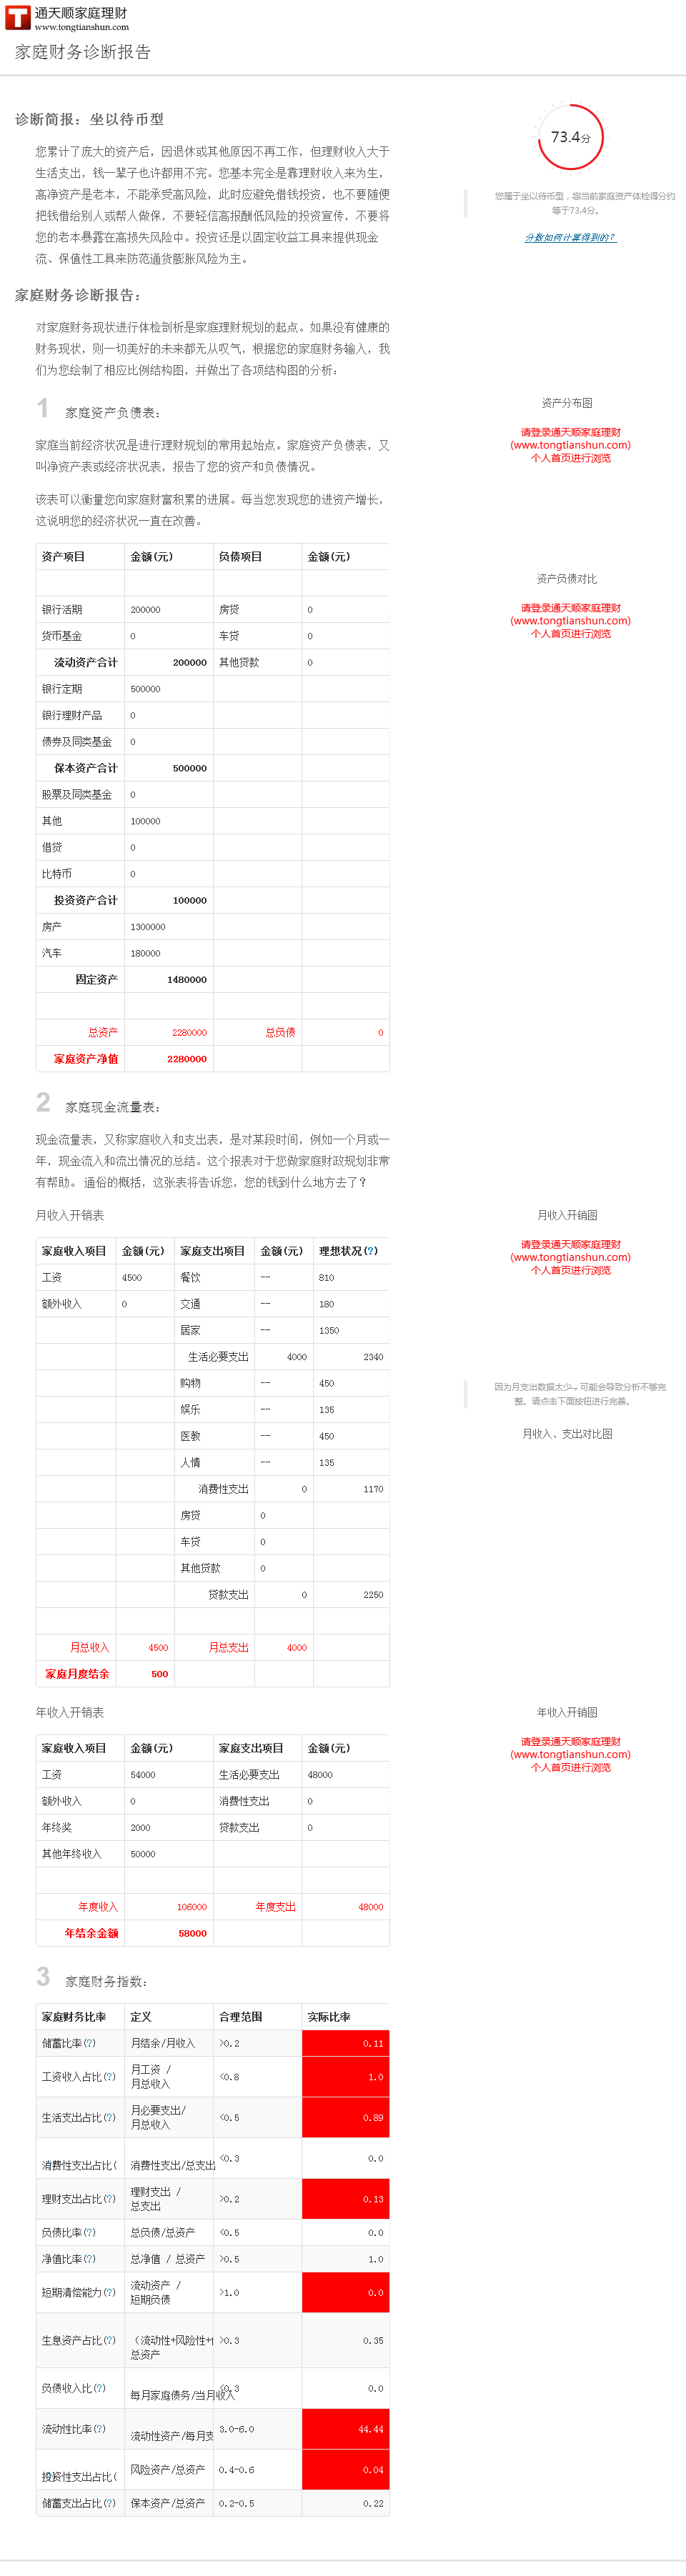 通天顺家庭理财
www.tongtianshun.com
家庭财务诊断报告
诊断简报：坐以待币型
您累计了庞大的资产后，因退休或其他原因不再工作，但理财收入大于
生活支出，钱一辈子也许都用不完。您基本完全是靠理财收入来为生，
高净资产是老本，不能承受高风险，此时应避免借钱投资，也不要随便
把钱借给别人或帮人做保，不要轻信高报酬低风险的投资宣传，不要将
您的老本暴露在高损失风险中。投资还是以固定收益工具来提供现金
流、保值性工具来防范通货膨胀风险为主。
73.4分
您属于坐以待币型，您当前家庭资产体检得分约
等于73.4分。
分数如何计算得到的?
家庭财务诊断报告：
对家庭财务现状进行体检剖析是家庭理财规划的起点。如果没有健康的
财务现状，则一切美好的未来都无从叹气，根据您的家庭财务输入，我
们为您绘制了相应比例结构图，并做出了各项结构图的分析：
1 家庭资产负债表：
家庭当前经济状况是进行理财规划的常用起始点。家庭资产负债表，又
叫净资产表或经济状况表，报告了您的资产和负债情况。
该表可以衡量您向家庭财富积累的进展。每当您发现您的进资产增长，
这说明您的经济状况一直在改善。
资产分布图
请登录通天顺家庭理财
(www.tongtianshun.com)
个人首页进行浏览
资产负债对比
请登录通天顺家庭理财
(www.tongtianshun.com)
个人首页进行浏览
资产项目 金额(元) 负债项目 金额(元)
银行活期 200000 房贷 0
货币基金 0 车贷 0
流动资产合计 200000 其他贷款 0
银行定期 500000
银行理财产品 0
债券及同类基金 0
保本资产合计 500000
股票及同类基金 0
其他 100000
借贷 0
比特币 0
投资资产合计 100000
房产 1300000
汽车 180000
固定资产 1480000
总资产 2280000 总负债 0
家庭资产净值 2280000
2 家庭现金流量表：
现金流量表，又称家庭收入和支出表，是对某段时间，例如一个月或一
年，现金流入和流出情况的总结。这个报表对于您做家庭财政规划非常
有帮助。 通俗的概括，这张表将告诉您，您的钱到什么地方去了？
月收入开销表
月收入开销图
请登录通天顺家庭理财
(www.tongtianshun.com)
个人首页进行浏览
因为月支出数据太少，可能会导致分析不够完
整。请点击下面按钮进行完善。
月收入、支出对比图
家庭收入项目 金额(元) 家庭支出项目 金额(元) 理想状况(?)
工资 4500 餐饮 -- 810
额外收入 0 交通 -- 180
居家 -- 1350
生活必要支出 4000 2340
购物 -- 450
娱乐 -- 135
医教 -- 450
人情 -- 135
消费性支出 0 1170
房贷 0
车贷 0
其他贷款 0
贷款支出 0 2250
月总收入 4500 月总支出 4000
家庭月度结余 500
年收入开销表
年收入开销图
请登录通天顺家庭理财
(www.tongtianshun.com)
个人首页进行浏览
家庭收入项目 金额(元) 家庭支出项目 金额(元)
工资 54000 生活必要支出 48000
额外收入 0 消费性支出 0
年终奖 2000 贷款支出 0
其他年终收入 50000
年度收入 106000 年度支出 48000
年结余金额 58000
3 家庭财务指数：
家庭财务比率 定义 合理范围 实际比率
储蓄比率(?) 月结余/月收入 >0.2 0.11
工资收入占比(?) 月工资 /
月总收入 <0.8 1.0
生活支出占比(?) 月必要支出/
月总收入 <0.5 0.89
消费性支出占比( 消费性支出/总支出 <0.3 0.0
理财支出占比(?) 理财支出 /
总支出 >0.2 0.13
负债比率(?) 总负债/总资产 <0.5 0.0
净值比率(?) 总净值 / 总资产 >0.5 1.0
短期清偿能力(?) 流动资产 /
短期负债 >1.0 0.0
生息资产占比(?) （流动性+风险性+
总资产 >0.3 0.35
负债收入比(?) 每月家庭债务/当月收入 <0.3 0.0
流动性比率(?) 流动性资产/每月支 3.0-6.0 44.44
投资性支出占比( 风险资产/总资产 0.4-0.6 0.04
储蓄支出占比(?) 保本资产/总资产 0.2-0.5 0.22